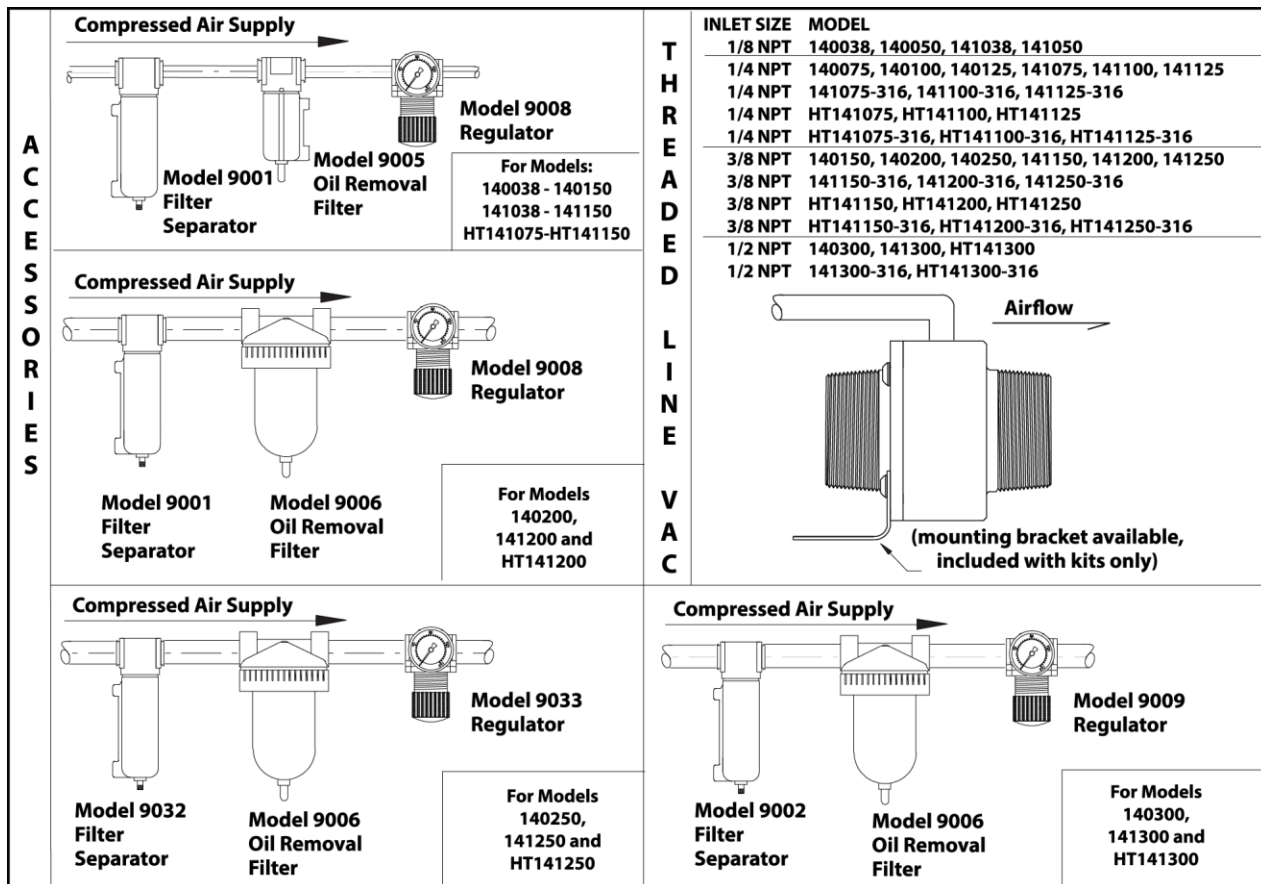 ACCESSORIES
Compressed Air Supply
Model 9001
Filter
Separator
Model 9005
Oil Removal
Filter
Model 9008
Regulator
For Models:
140038 - 140150
141038 - 141150
HT141075-HT141150
Compressed Air Supply
Model 9001
Filter
Separator
Model 9006
Oil Removal
Filter
Model 9008
Regulator
For Models
140200,
141200 and
HT141200
Compressed Air Supply
Model 9032
Filter
Separator
Model 9006
Oil Removal
Filter
Model 9033
Regulator
For Models
140250,
141250 and
HT141250
THREADED LINE VAC
INLET SIZE MODEL
1/8 NPT 140038, 140050, 141038, 141050
1/4 NPT 140075, 140100, 140125, 141075, 141100, 141125
1/4 NPT 141075-316, 141100-316, 141125-316
1/4 NPT HT141075, HT141100, HT141125
1/4 NPT HT141075-316, HT141100-316, HT141125-316
3/8 NPT 140150, 140200, 140250, 141150, 141200, 141250
3/8 NPT 141150-316, 141200-316, 141250-316
3/8 NPT HT141150, HT141200, HT141250
3/8 NPT HT141150-316, HT141200-316, HT141250-316
1/2 NPT 140300, 141300, HT141300
1/2 NPT 141300-316, HT141300-316
Airflow
(mounting bracket available,
included with kits only)
Compressed Air Supply
Model 9002
Filter
Separator
Model 9006
Oil Removal
Filter
Model 9009
Regulator
For Models
140300,
141300 and
HT141300